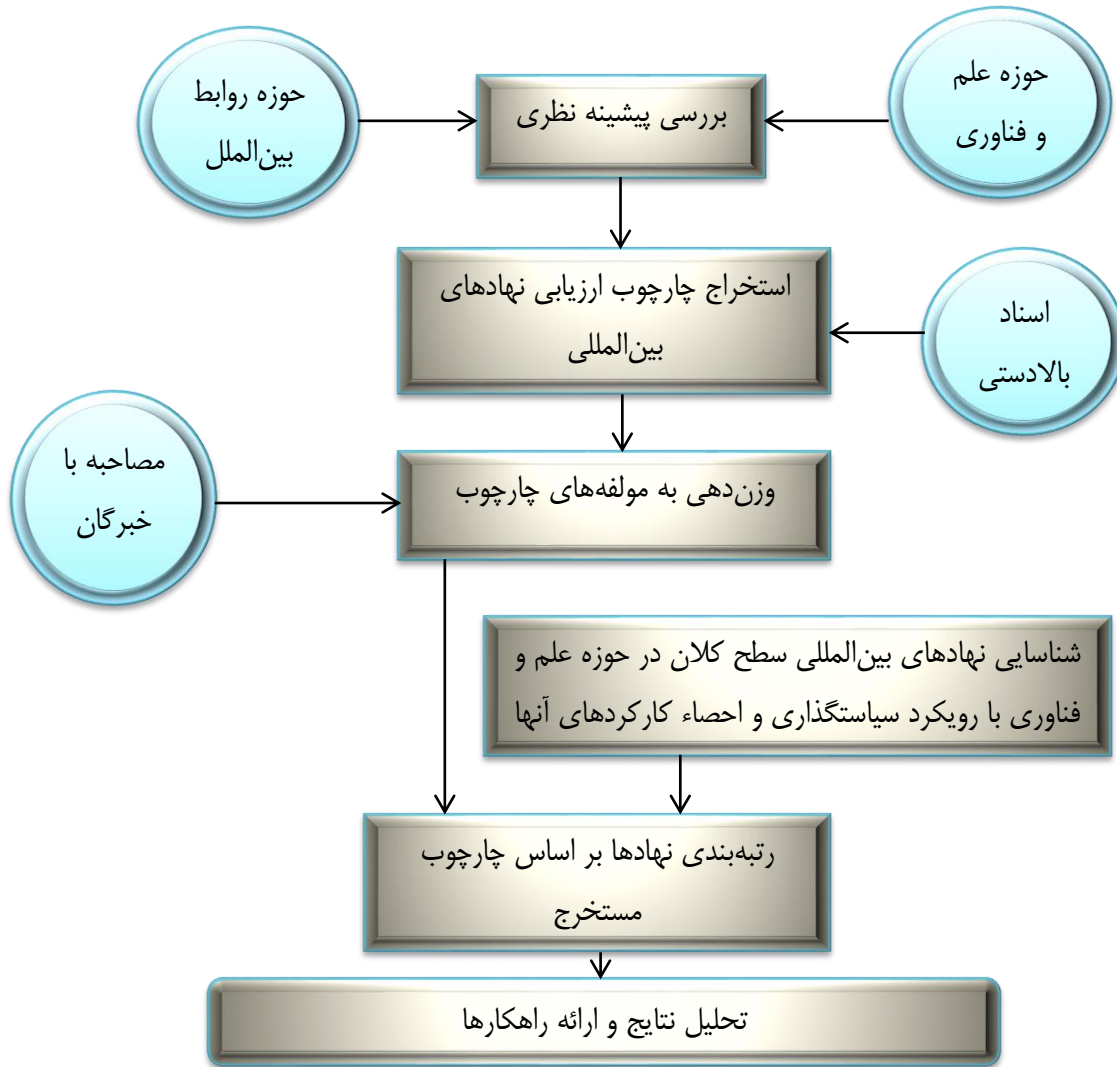 حوزه علم
و فناوری
بررسی پیشینه نظری
حوزه روابط
بین‌الملل
استخراج چارچوب ارزیابی نهادهای
بین‌المللی
اسناد
بالادستی
وزن‌دهی به مولفه‌های چارچوب
مصاحبه با
خبرگان
شناسایی نهادهای بین‌المللی سطح کلان در حوزه علم و
فناوری با رویکرد سیاستگذاری و احصاء کارکردهای آنها
رتبه‌بندی نهادها بر اساس چارچوب
مستخرج
تحلیل نتایج و ارائه راهکارها